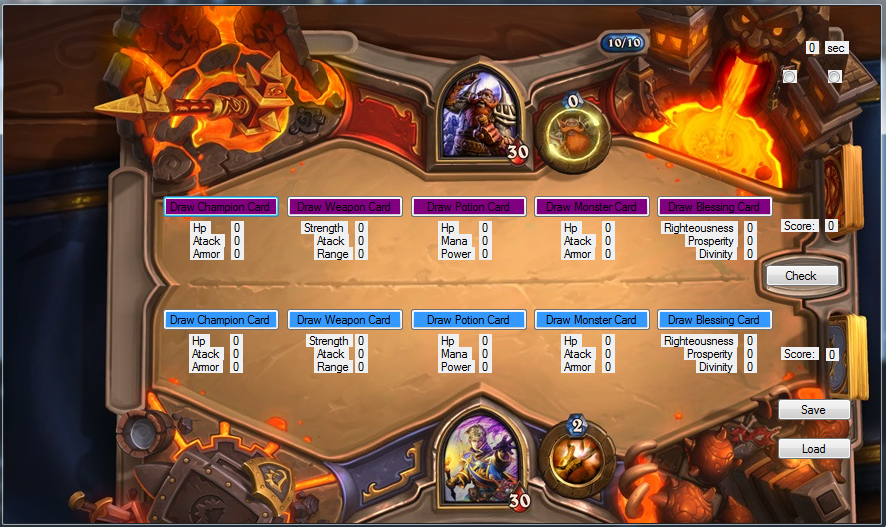 10/10
0 sec
0
30
Draw Champion Card Draw Weapon Card Draw Potion Card Draw Monster Card Draw Blessing Card
Hp 0 Strength 0 Hp 0 Hp 0 Righteousness 0 Score: 0
Atack 0 Atack 0 Mana 0 Atack 0 Prosperity 0
Armor 0 Range 0 Power 0 Armor 0 Divinity 0
Check
Draw Champion Card Draw Weapon Card Draw Potion Card Draw Monster Card Draw Blessing Card
Hp 0 Strength 0 Hp 0 Hp 0 Righteousness 0
Atack 0 Atack 0 Mana 0 Atack 0 Prosperity 0 Score: 0
Armor 0 Range 0 Power 0 Armor 0 Divinity 0
Save
2
Load
30